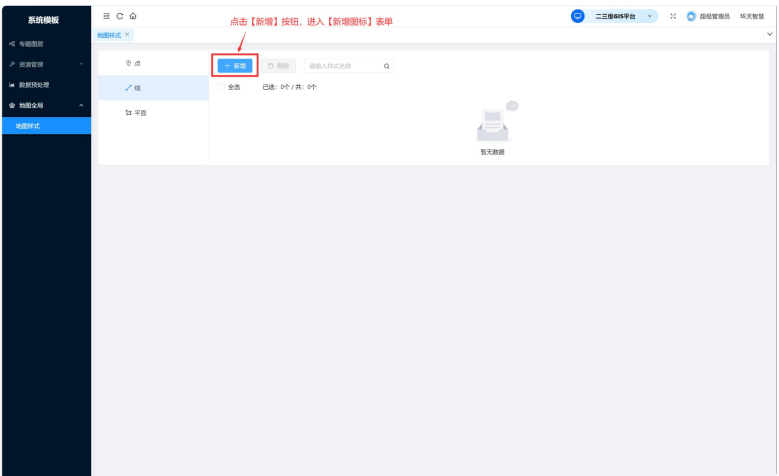 系统模板
点击【新增】按钮，进入【新增图标】表单
二三维GIS平台
超级管理员
环天智慧
地图样式 ×
专题图层
资源管理
数据预处理
地图全局
地图样式
点
线
平面
+ 新增
删除
请输入样式名称
全选
已选：0个 / 共：0个
暂无数据